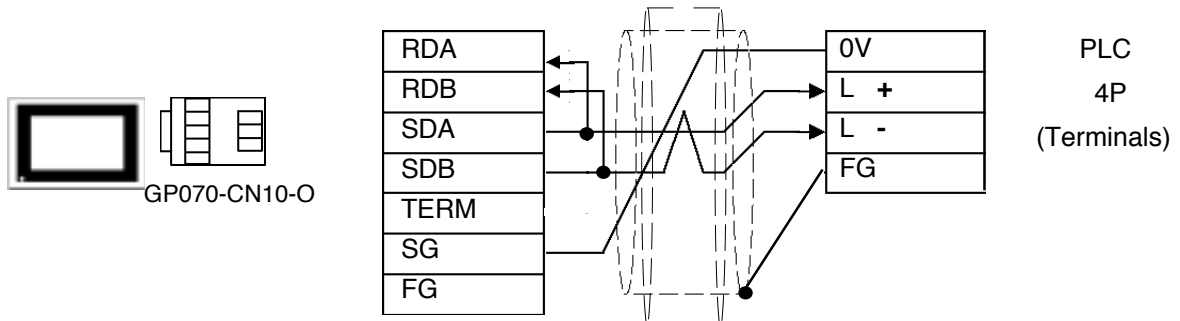 GP070-CN10-O
RDA
RDB
SDA
SDB
TERM
SG
FG
0V
L +
L -
FG
PLC
4P
(Terminals)